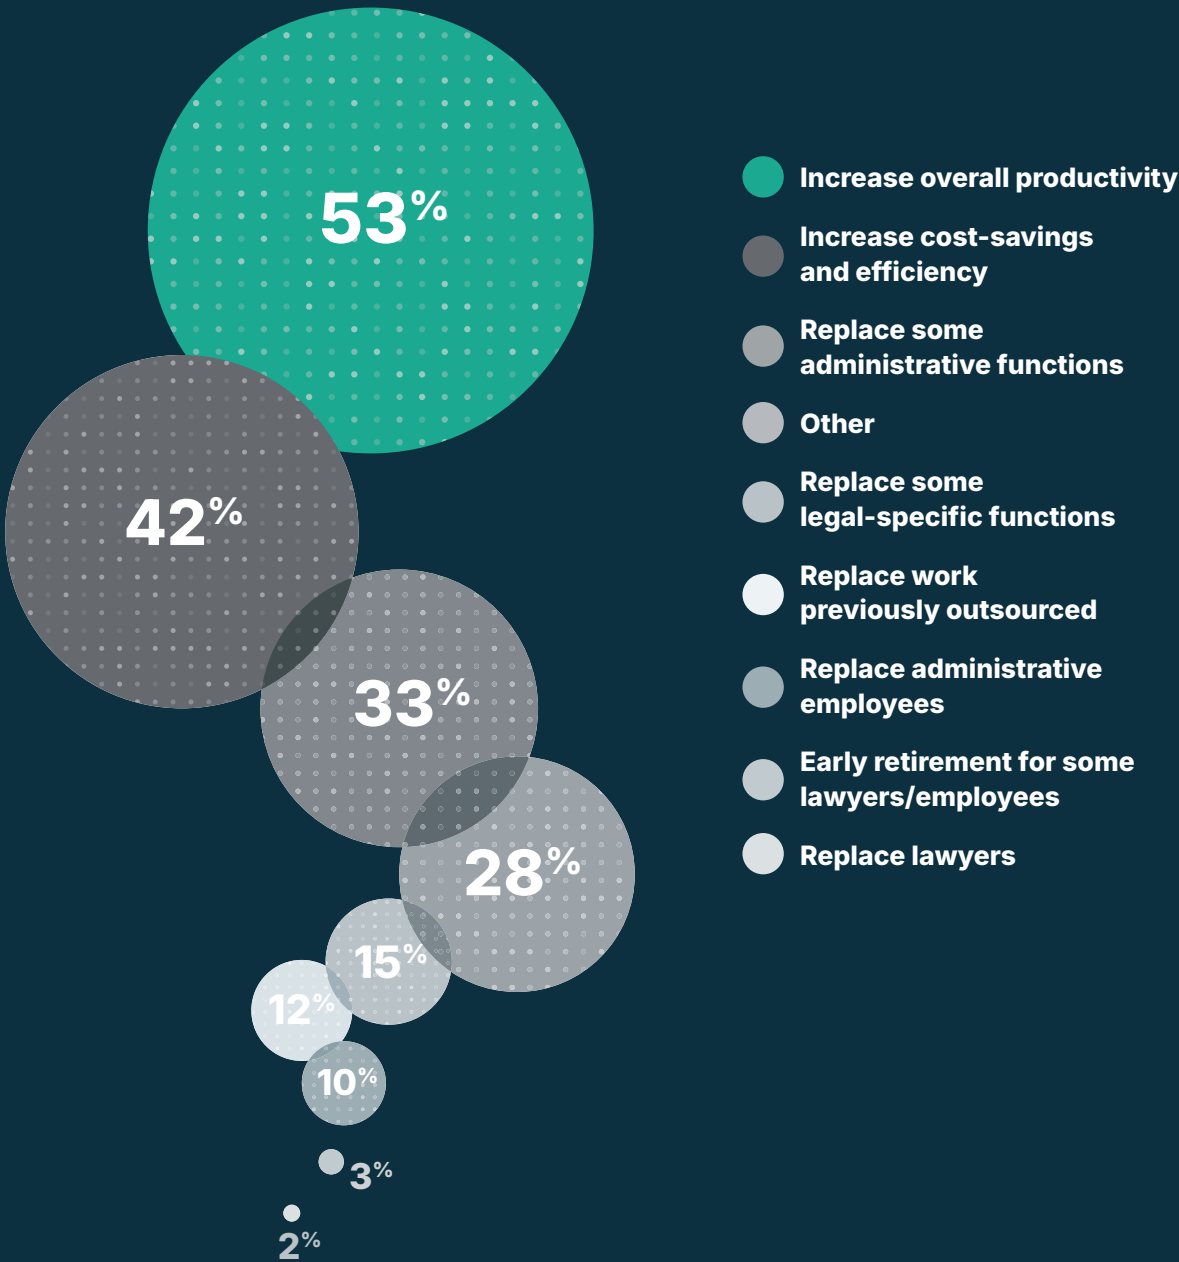 53%
42%
33%
28%
15%
12%
10%
3%
2%
Increase overall productivity
Increase cost-savings
and efficiency
Replace some
administrative functions
Other
Replace some
legal-specific functions
Replace work
previously outsourced
Replace administrative
employees
Early retirement for some
lawyers/employees
Replace lawyers